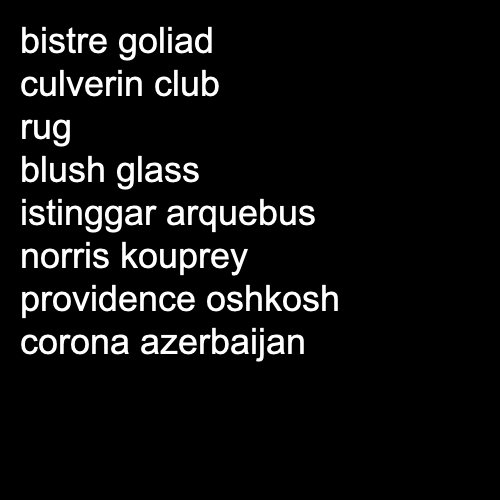 bistre goliad
culverin club
rug
blush glass
istinggar arquebus
norris kouprey
providence oshkosh
corona azerbaijan